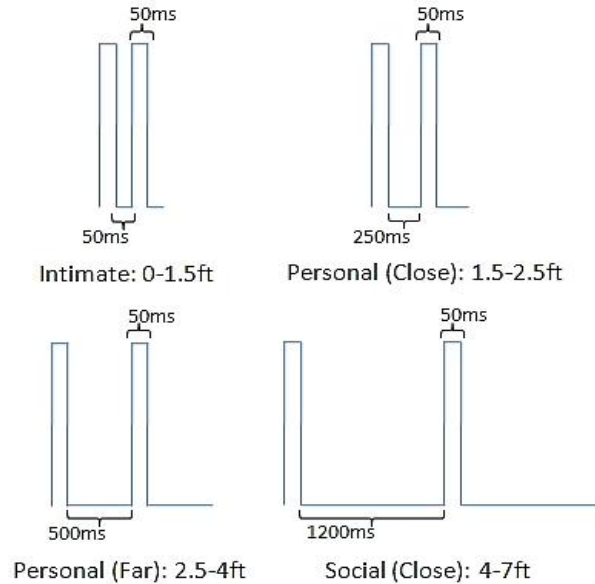 50ms
50ms
50ms
250ms
Intimate: 0-1.5ft
Personal (Close): 1.5-2.5ft
50ms
50ms
500ms
1200ms
Personal (Far): 2.5-4ft
Social (Close): 4-7ft